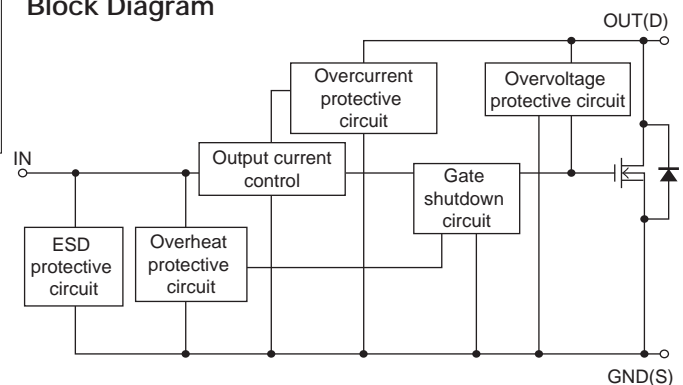 Block Diagram
OUT(D)
Overcurrent
protective
circuit
Overvoltage
protective circuit
IN
Output current
control
Gate
shutdown
circuit
ESD
protective
circuit
Overheat
protective
circuit
GND(S)